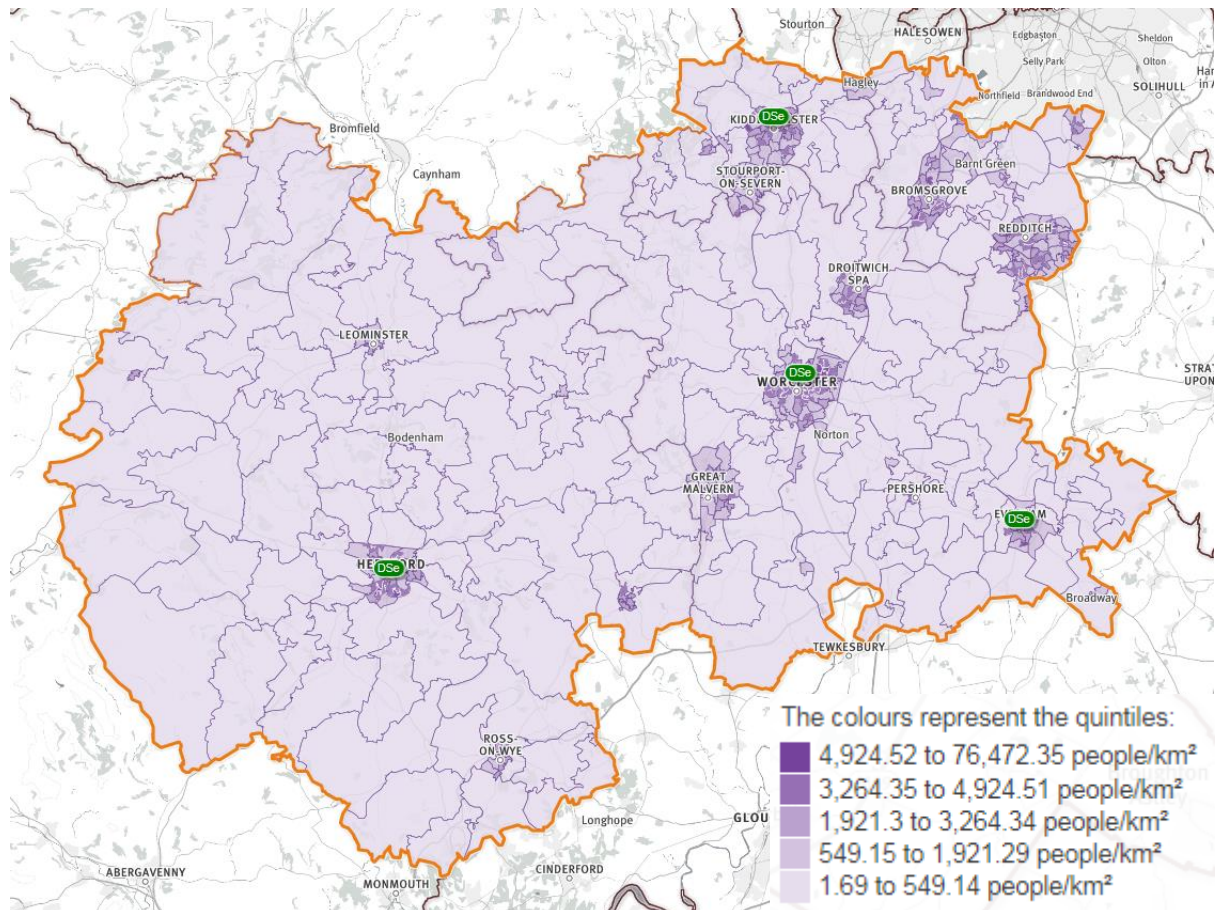 Stourton
HALESOWEN
Edgbaston
Sheldon
Selly Park
Olton
Hagley
Northfield
Brandwood End
SOLIHULL
Bromfield
DSe
Caynham
Barnt Green
STOURPORT-
ON-SEVERN
BROMSGROVE
REDDITCH
DROITWICH
SPA
LEOMINSTER
DSe
WORCESTER
Bodenham
Norton
GREAT
MALVERN
PERSHORE
DSe
DSe
Broadway
TEWKESBURY
ROSS-
ON-WYE
Longhope
CINDERFORD
ABERGAVENNY
MONMOUTH
The colours represent the quintiles:
4,924.52 to 76,472.35 people/km²
3,264.35 to 4,924.51 people/km²
1,921.3 to 3,264.34 people/km²
549.15 to 1,921.29 people/km²
1.69 to 549.14 people/km²